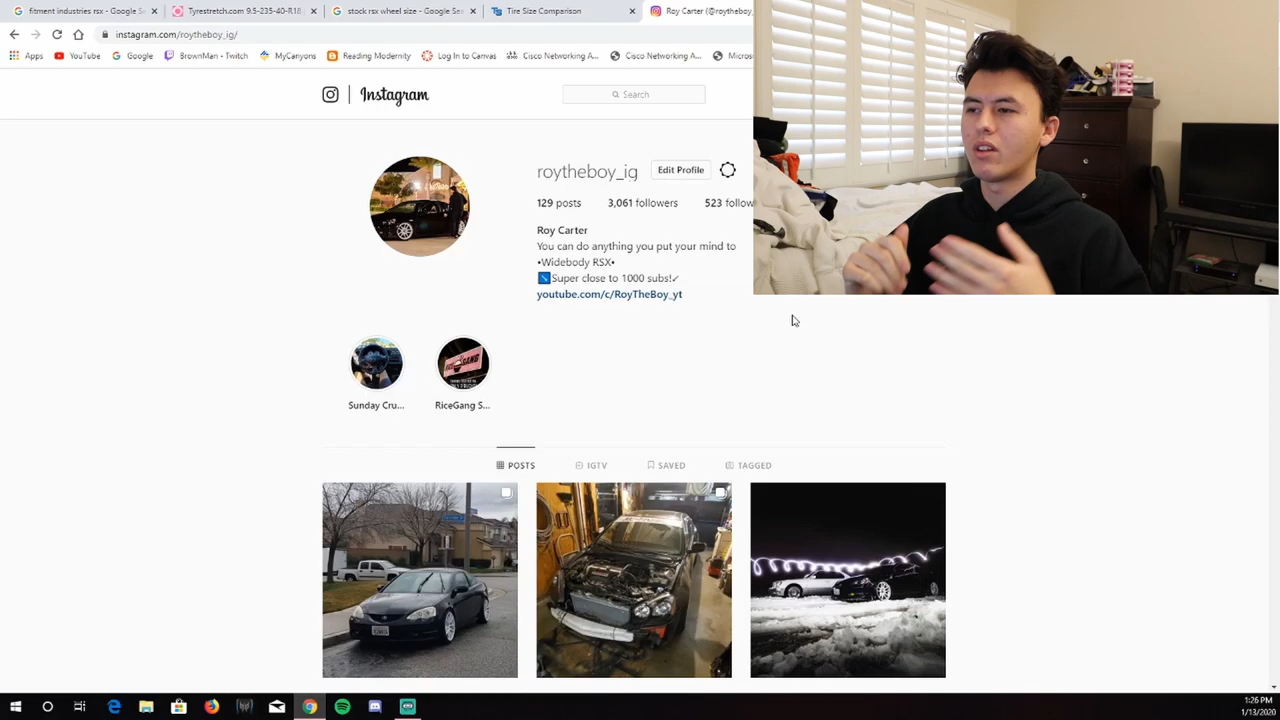 fitment industries rsx - Google Se
Tyrestretch.com 9.5-235-40-R18
stock rsx wheel size - Google Sea
Tire Size Comparison
Roy Carter (@roytheboy_
instagram.com/roytheboy_ig/
Apps
YouTube
Google
BrownMan - Twitch
MyCanyons
Reading Modernity
Log In to Canvas
Cisco Networking A...
Cisco Networking A...
Micros
Instagram
Search
roytheboy_ig
Edit Profile
129 posts
3,061 followers
523 follow
Roy Carter
You can do anything you put your mind to
•Widebody RSX•
Super close to 1000 subs!✓
youtube.com/c/RoyTheBoy_yt
Sunday Cru...
RiceGang S...
POSTS
IGTV
SAVED
TAGGED
1:26 PM
1/13/2020